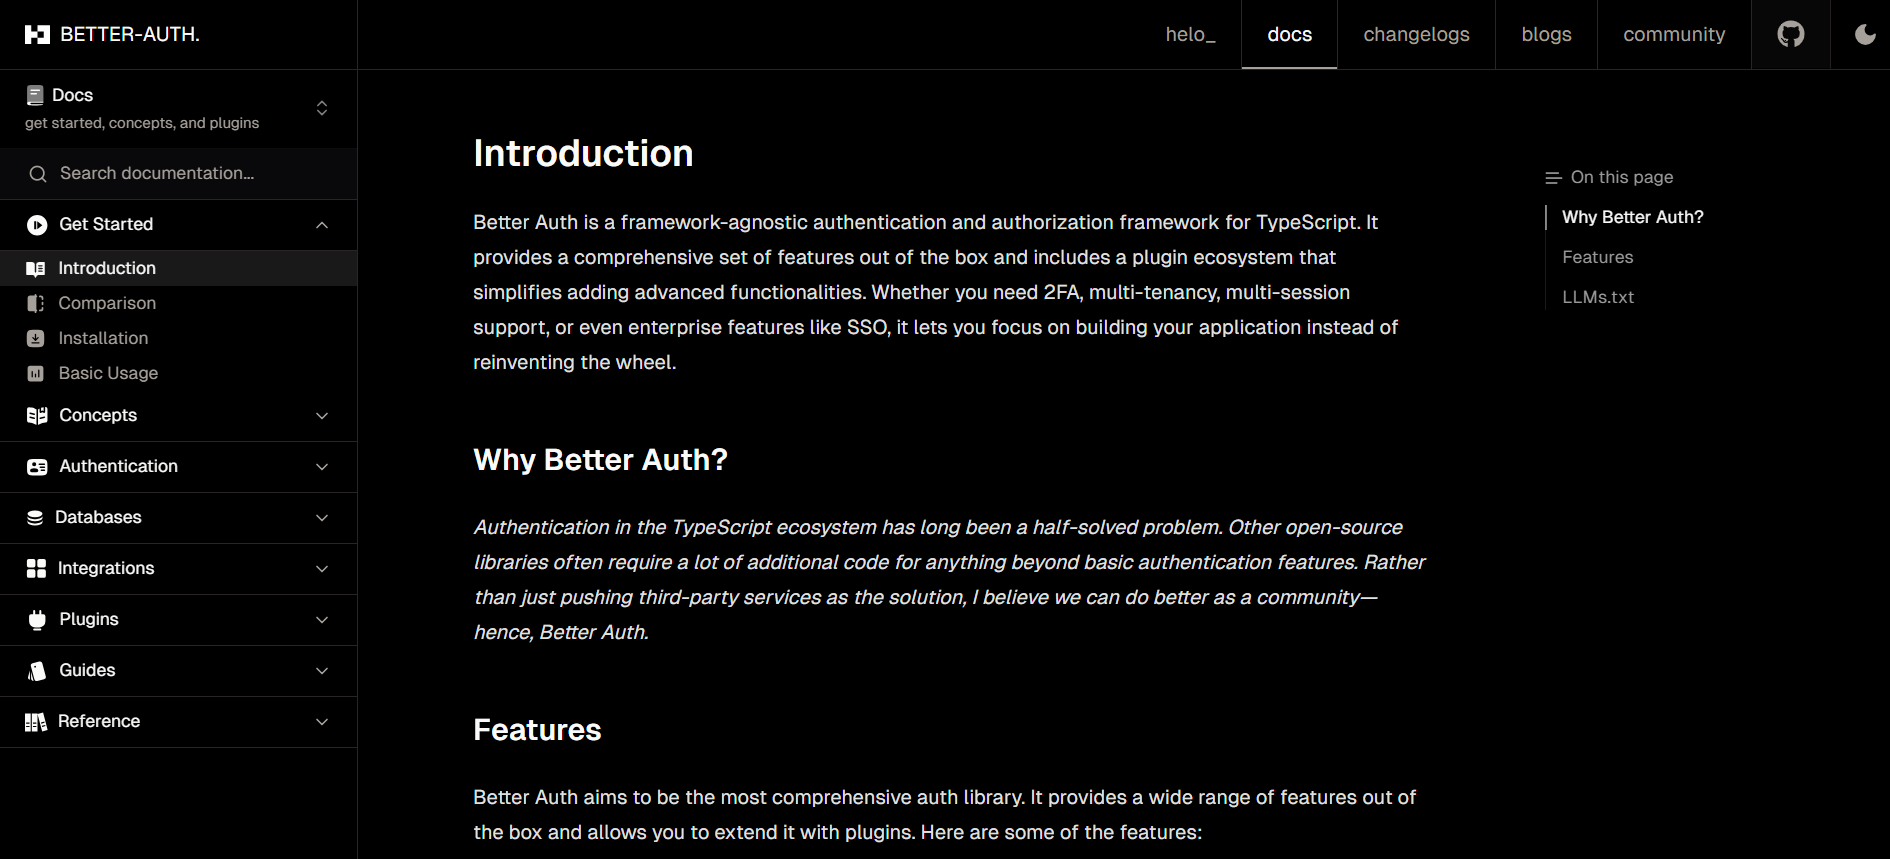 BETTER-AUTH.
helo_
docs
changelogs
blogs
community
Docs
get started, concepts, and plugins
Search documentation...
Get Started
Introduction
Comparison
Installation
Basic Usage
Concepts
Authentication
Databases
Integrations
Plugins
Guides
Reference
Introduction
Better Auth is a framework-agnostic authentication and authorization framework for TypeScript. It
provides a comprehensive set of features out of the box and includes a plugin ecosystem that
simplifies adding advanced functionalities. Whether you need 2FA, multi-tenancy, multi-session
support, or even enterprise features like SSO, it lets you focus on building your application instead of
reinventing the wheel.
Why Better Auth?
Authentication in the TypeScript ecosystem has long been a half-solved problem. Other open-source
libraries often require a lot of additional code for anything beyond basic authentication features. Rather
than just pushing third-party services as the solution, I believe we can do better as a community—
hence, Better Auth.
Features
Better Auth aims to be the most comprehensive auth library. It provides a wide range of features out of
the box and allows you to extend it with plugins. Here are some of the features:
On this page
Why Better Auth?
Features
LLMs.txt